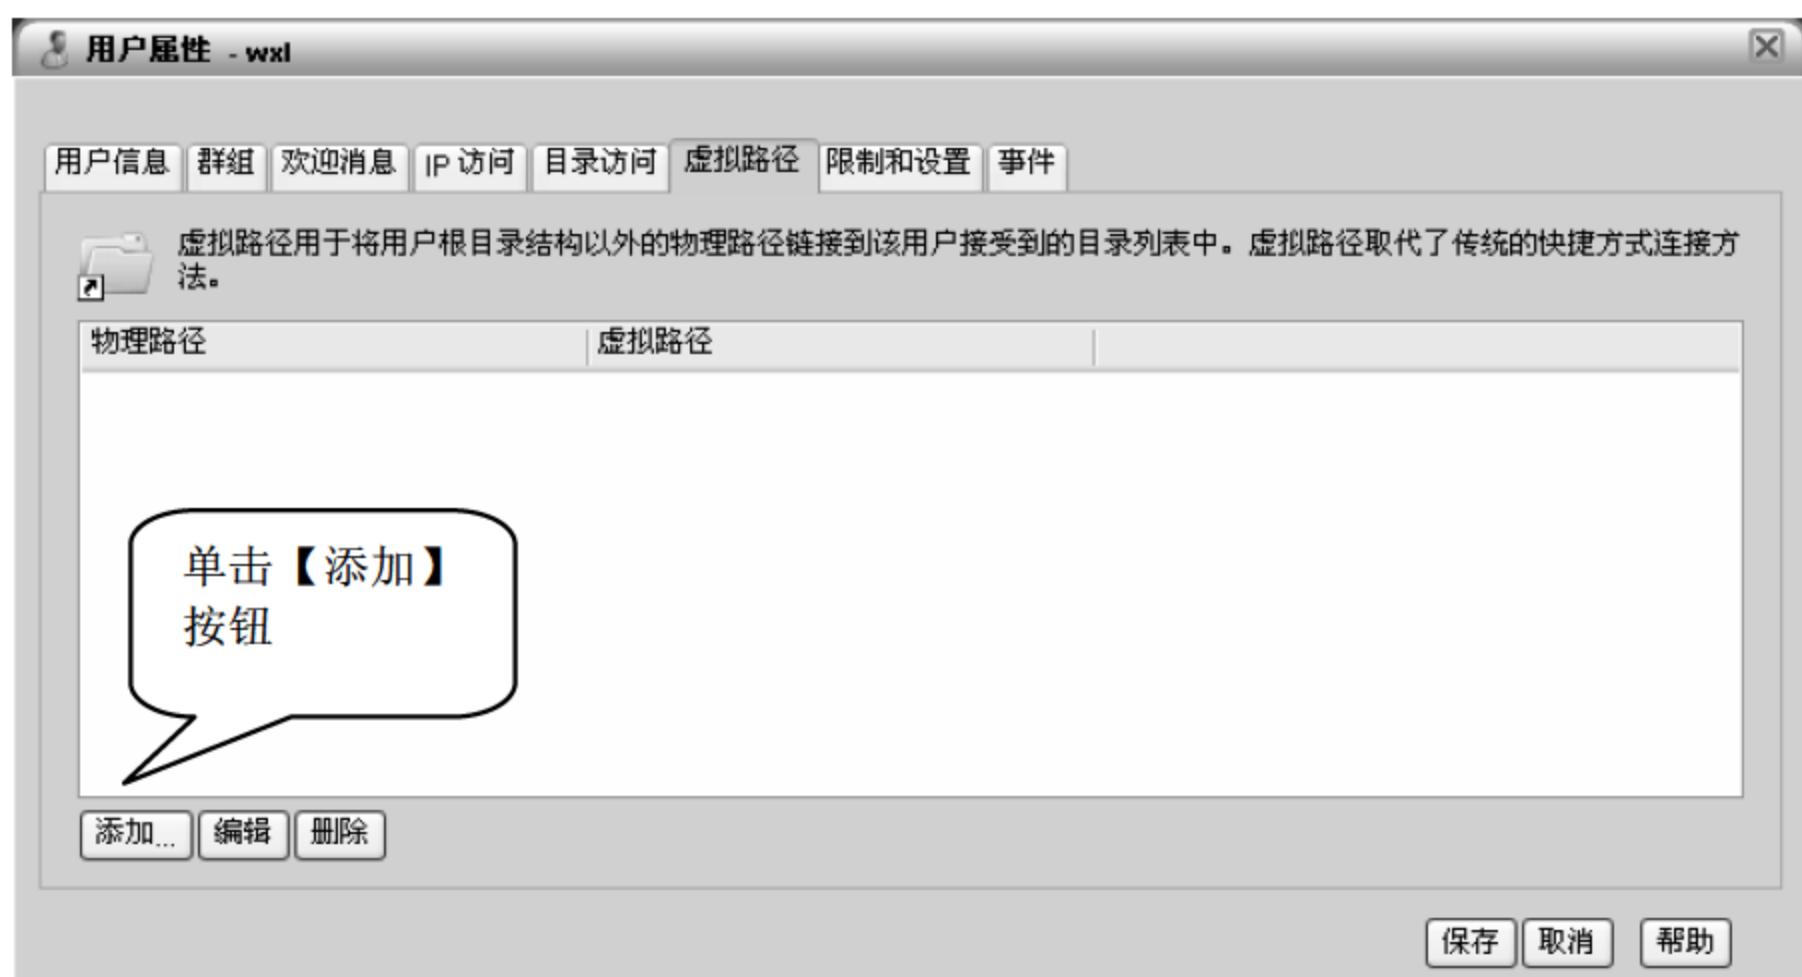 用户属性 - wxl
用户信息 群组 欢迎消息 IP 访问 目录访问 虚拟路径 限制和设置 事件
虚拟路径用于将用户根目录结构以外的物理路径链接到该用户接受到的目录列表中。虚拟路径取代了传统的快捷方式连接方
法。
物理路径 虚拟路径
单击【添加】
按钮
添加... 编辑 删除
保存 取消 帮助